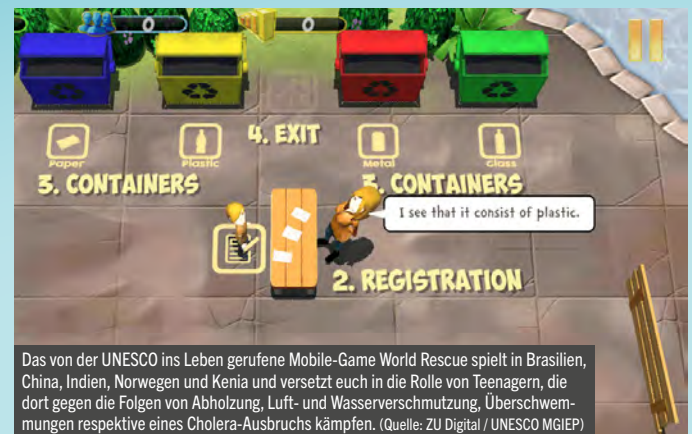 0 0
Paper Plastic 4. EXIT Metal Glass
3. CONTAINERS 3. CONTAINERS
I see that it consist of plastic.
2. REGISTRATION
Das von der UNESCO ins Leben gerufene Mobile-Game World Rescue spielt in Brasilien,
China, Indien, Norwegen und Kenia und versetzt euch in die Rolle von Teenagern, die
dort gegen die Folgen von Abholzung, Luft- und Wasserverschmutzung, Überschwem-
mungen respektive eines Cholera-Ausbruchs kämpfen. (Quelle: ZU Digital / UNESCO MGIEP)